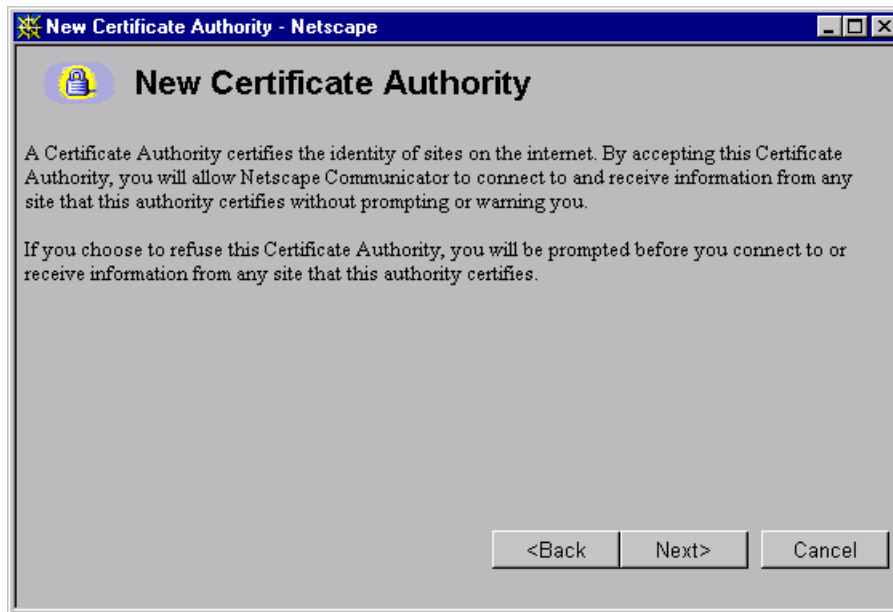 New Certificate Authority - Netscape
New Certificate Authority
A Certificate Authority certifies the identity of sites on the internet. By accepting this Certificate
Authority, you will allow Netscape Communicator to connect to and receive information from any
site that this authority certifies without prompting or warning you.
If you choose to refuse this Certificate Authority, you will be prompted before you connect to or
receive information from any site that this authority certifies.
<Back Next> Cancel